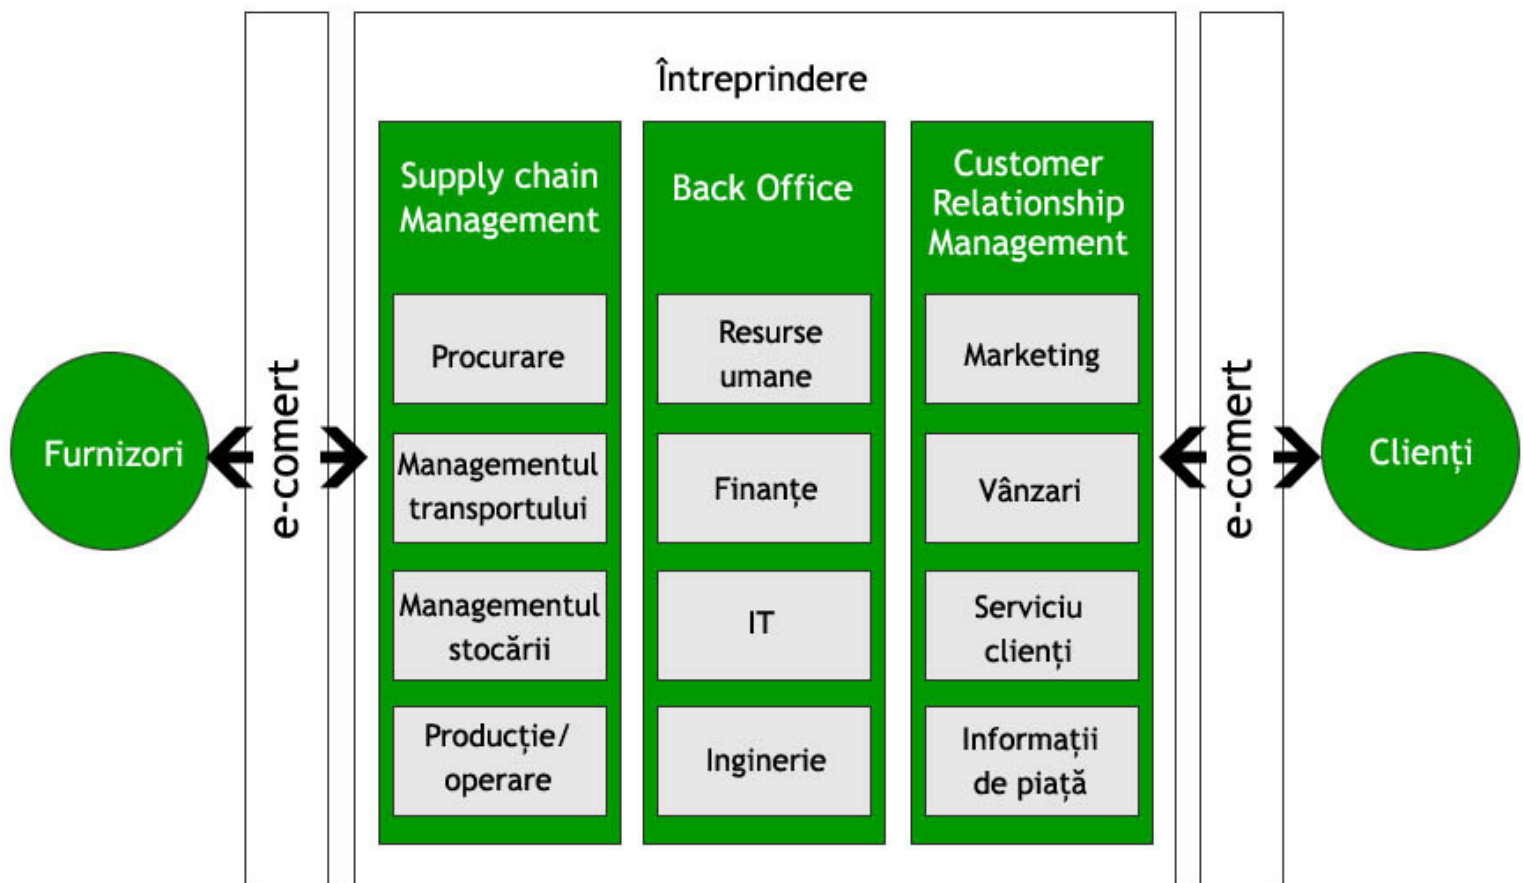 Întreprindere
Supply chain
Management
Back Office
Customer
Relationship
Management
Procurare
Resurse
umane
Marketing
Furnizori
e-comert
Managementul
transportului
Finanțe
Vânzari
e-comert
Clienți
Managementul
stocării
IT
Serviciu
clienți
Producție/
operare
Inginerie
Informații
de piață